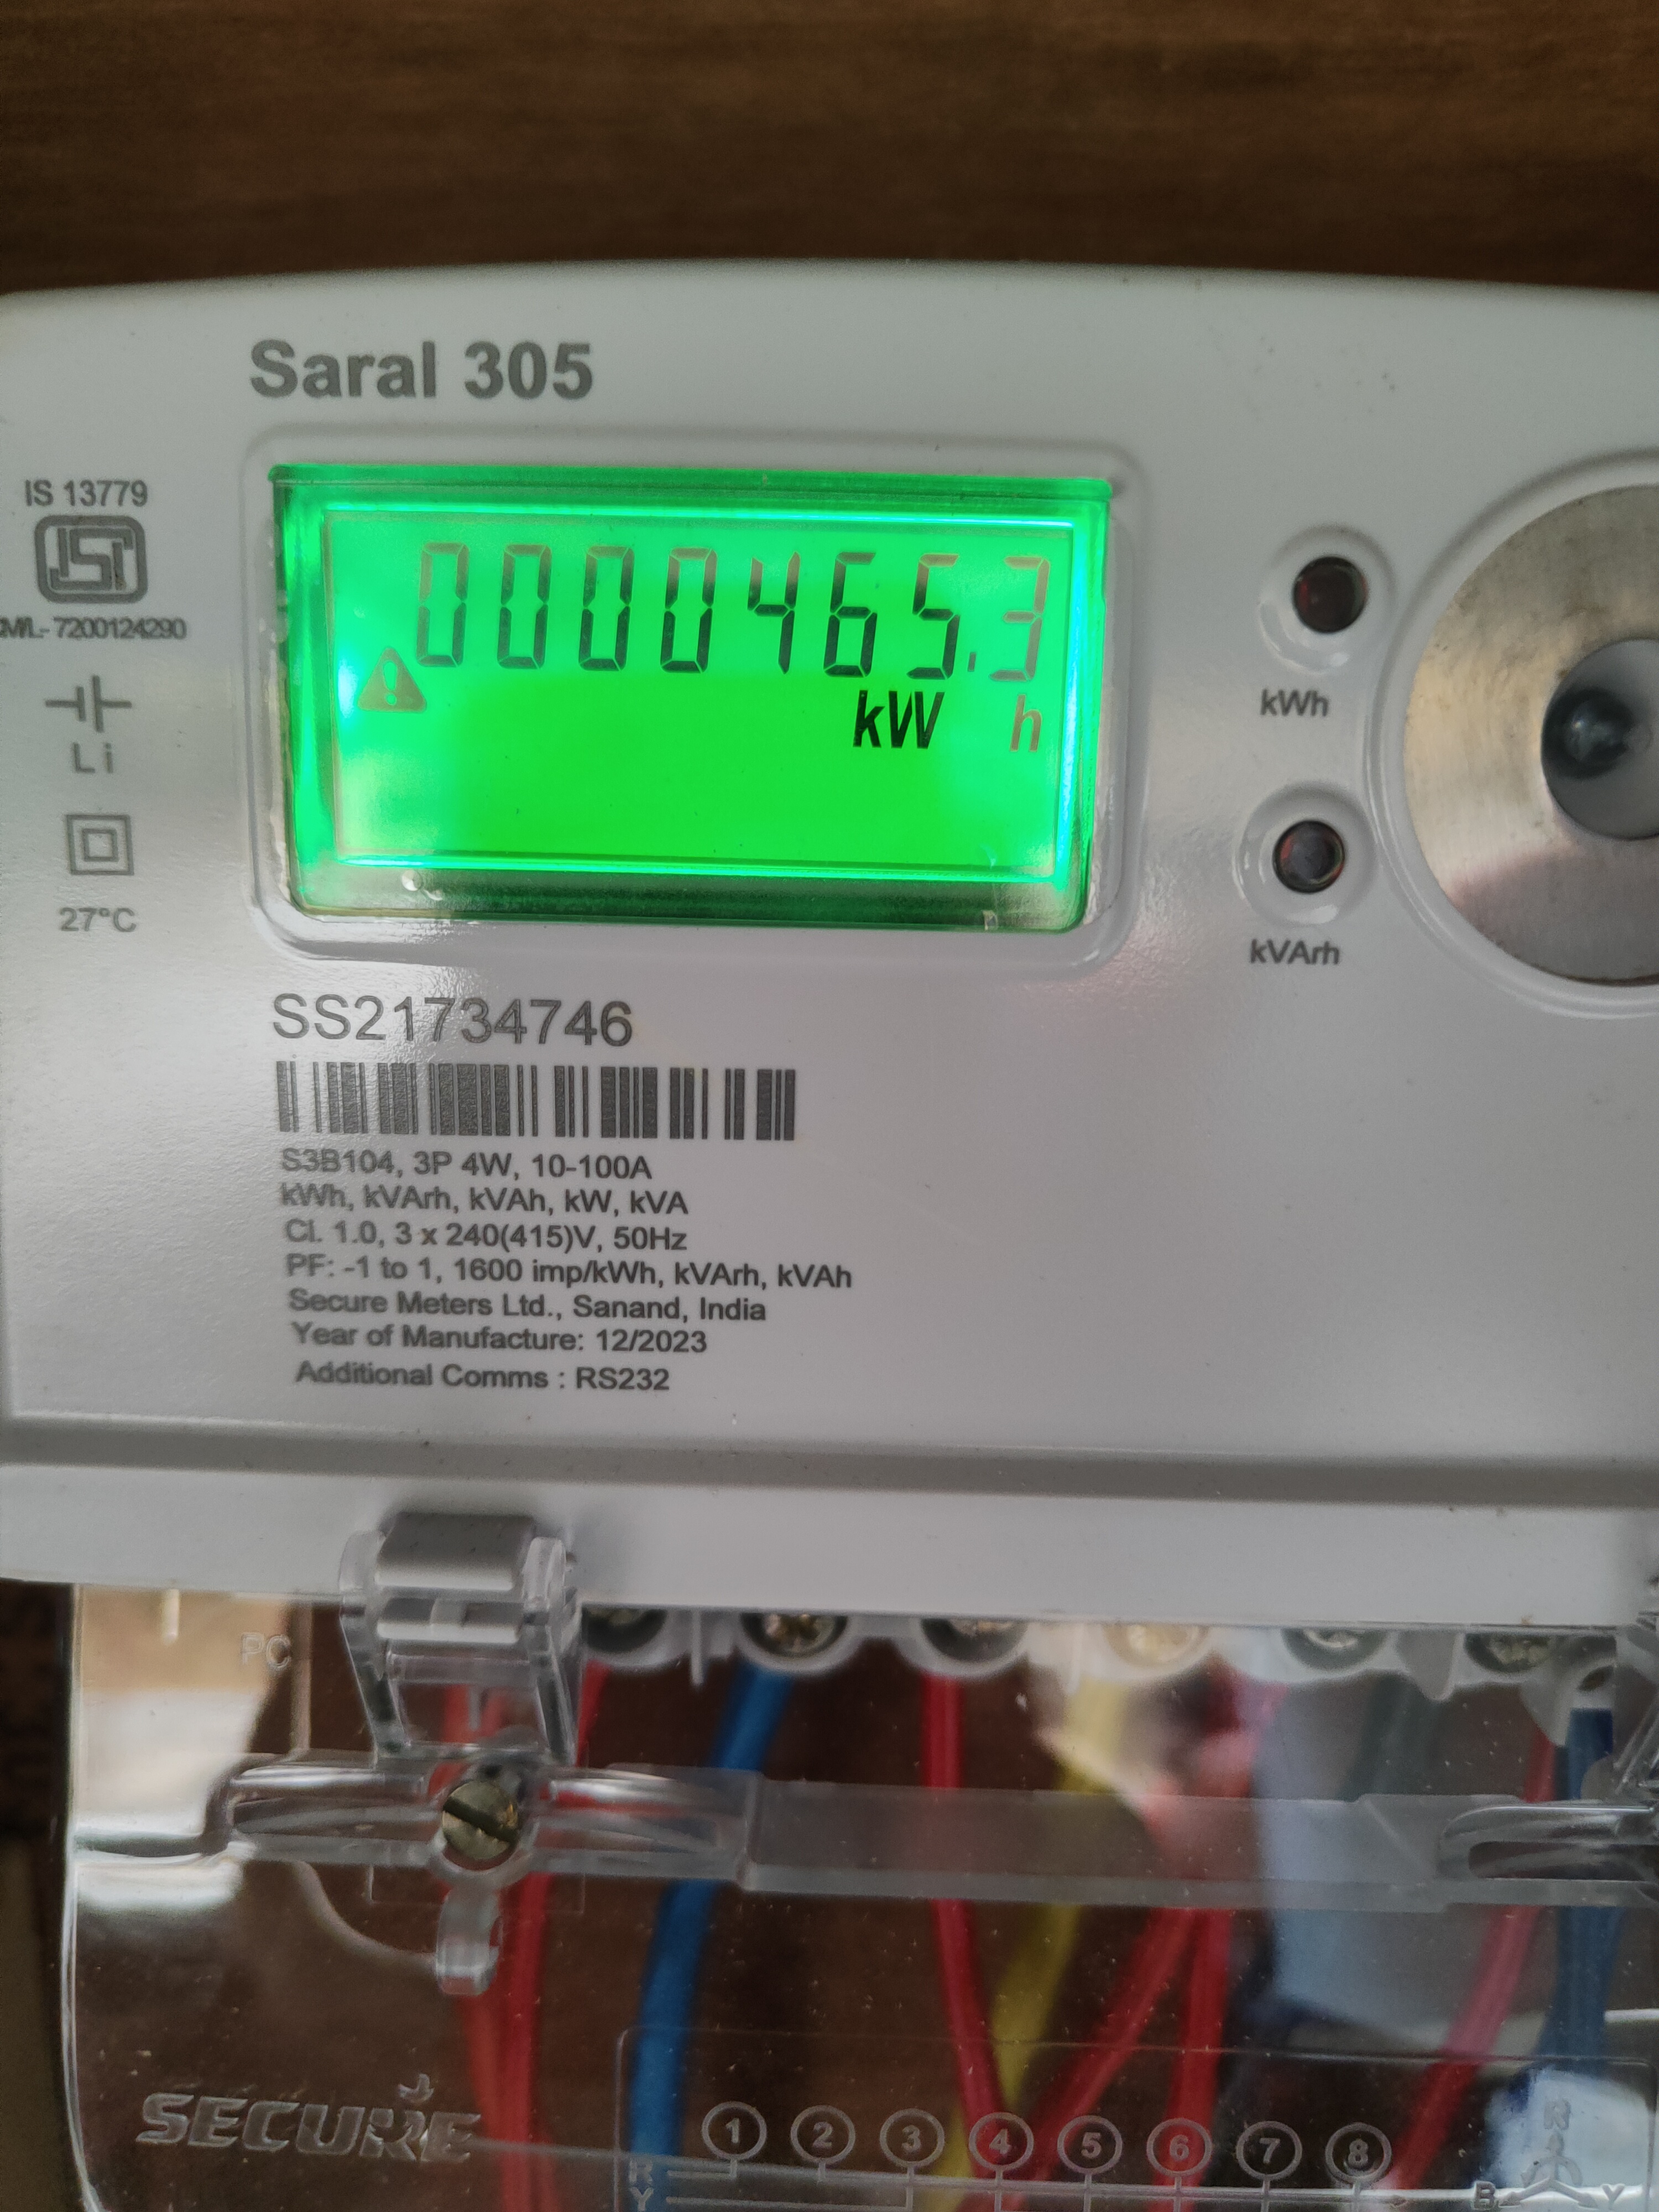 Saral 305
IS 13779
ISI
CM/L- 7200124290
Li
27°C
0000465.3
kW h
kWh
kVArh
SS21734746
S3B104, 3P 4W, 10-100A
kWh, kVArh, kVAh, kW, kVA
Cl. 1.0, 3 x 240(415)V, 50Hz
PF: -1 to 1, 1600 imp/kWh, kVArh, kVAh
Secure Meters Ltd., Sanand, India
Year of Manufacture: 12/2023
Additional Comms : RS232
PC
SECURE
1 2 3 4 5 6 7 8
R
Y
R
B Y